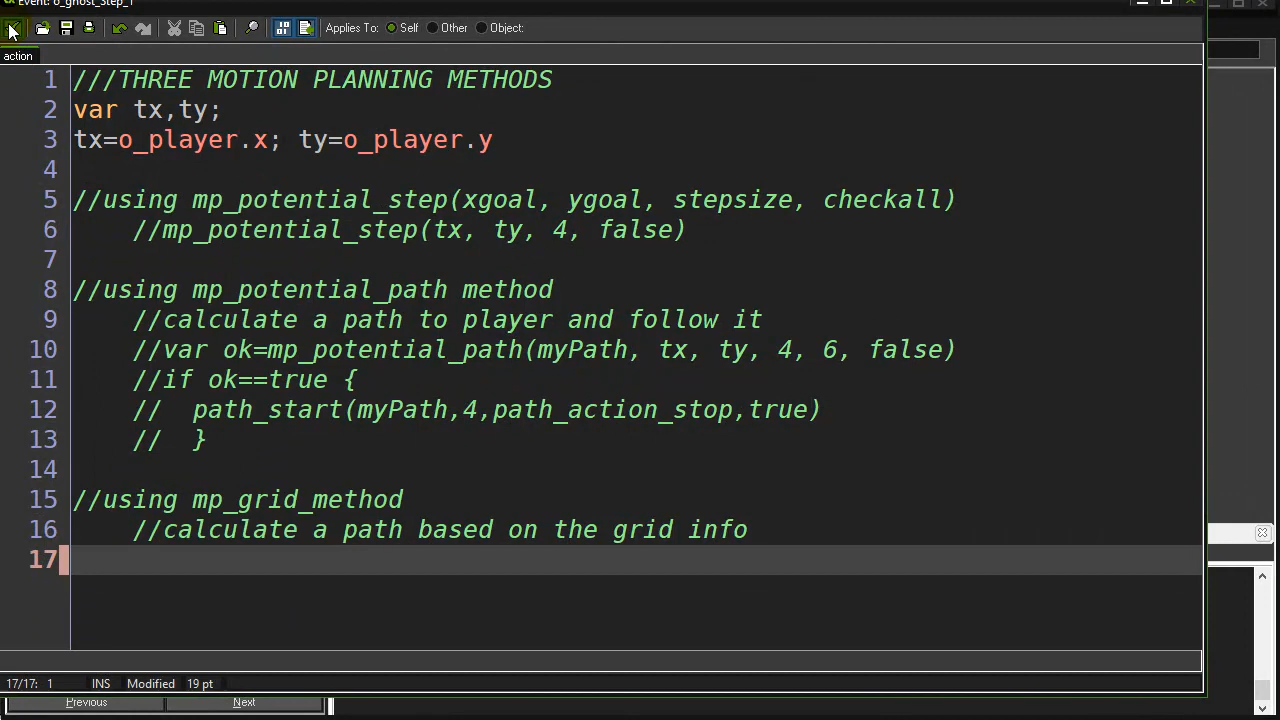 Event: o_ghost_Step_1
Applies To: Self Other Object:
action
1 ///THREE MOTION PLANNING METHODS
2 var tx,ty;
3 tx=o_player.x; ty=o_player.y
4
5 //using mp_potential_step(xgoal, ygoal, stepsize, checkall)
6 //mp_potential_step(tx, ty, 4, false)
7
8 //using mp_potential_path method
9 //calculate a path to player and follow it
10 //var ok=mp_potential_path(myPath, tx, ty, 4, 6, false)
11 //if ok==true {
12 // path_start(myPath,4,path_action_stop,true)
13 // }
14
15 //using mp_grid_method
16 //calculate a path based on the grid info
17
17/17: 1 INS Modified 19 pt
Previous Next